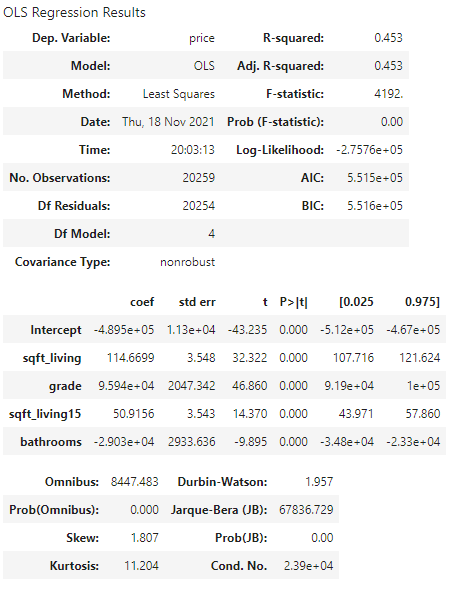 OLS Regression Results
Dep. Variable: price R-squared: 0.453
Model: OLS Adj. R-squared: 0.453
Method: Least Squares F-statistic: 4192.
Date: Thu, 18 Nov 2021 Prob (F-statistic): 0.00
Time: 20:03:13 Log-Likelihood: -2.7576e+05
No. Observations: 20259 AIC: 5.515e+05
Df Residuals: 20254 BIC: 5.516e+05
Df Model: 4
Covariance Type: nonrobust
coef std err t P>|t| [0.025 0.975]
Intercept -4.895e+05 1.13e+04 -43.235 0.000 -5.12e+05 -4.67e+05
sqft_living 114.6699 3.548 32.322 0.000 107.716 121.624
grade 9.594e+04 2047.342 46.860 0.000 9.19e+04 1e+05
sqft_living15 50.9156 3.543 14.370 0.000 43.971 57.860
bathrooms -2.903e+04 2933.636 -9.895 0.000 -3.48e+04 -2.33e+04
Omnibus: 8447.483 Durbin-Watson: 1.957
Prob(Omnibus): 0.000 Jarque-Bera (JB): 67836.729
Skew: 1.807 Prob(JB): 0.00
Kurtosis: 11.204 Cond. No. 2.39e+04